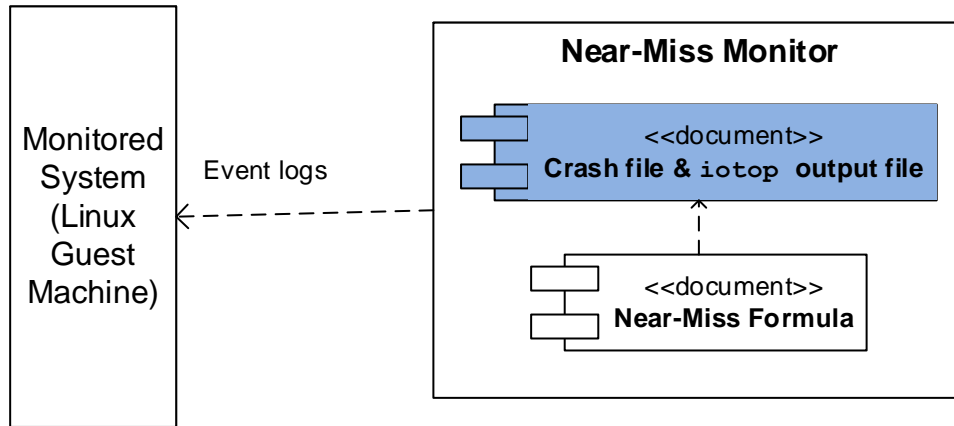 Monitored
System
(Linux
Guest
Machine)
Event logs
Near-Miss Monitor
<<document>>
Crash file & iotop output file
<<document>>
Near-Miss Formula